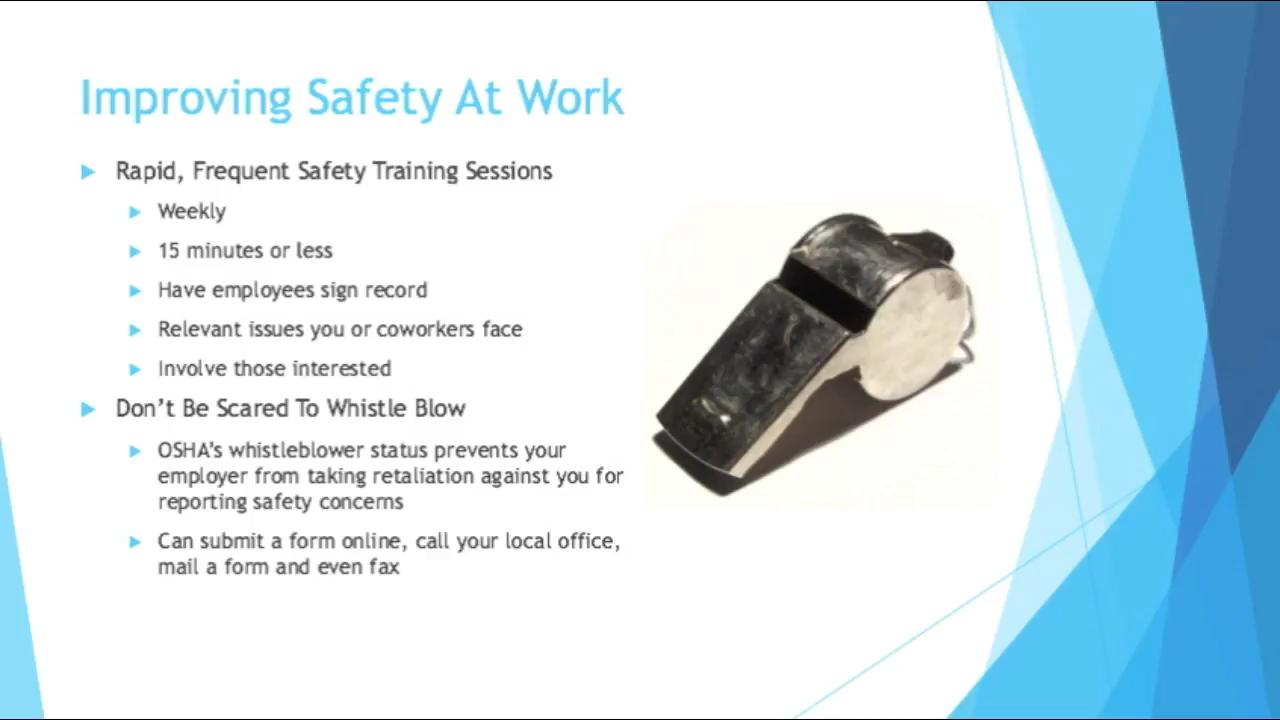 Improving Safety At Work
Rapid, Frequent Safety Training Sessions
Weekly
15 minutes or less
Have employees sign record
Relevant issues you or coworkers face
Involve those interested
Don't Be Scared To Whistle Blow
OSHA's whistleblower status prevents your
employer from taking retaliation against you for
reporting safety concerns
Can submit a form online, call your local office,
mail a form and even fax